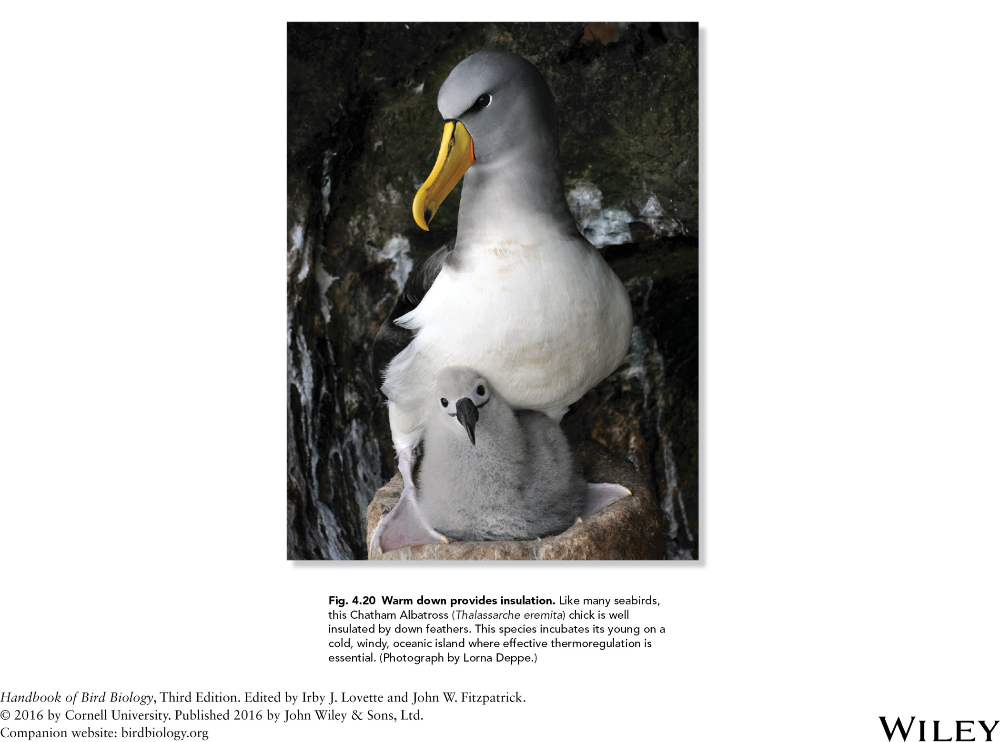 Fig. 4.20 Warm down provides insulation. Like many seabirds,
this Chatham Albatross (Thalassarche eremita) chick is well
insulated by down feathers. This species incubates its young on a
cold, windy, oceanic island where effective thermoregulation is
essential. (Photograph by Lorna Deppe.)
Handbook of Bird Biology, Third Edition. Edited by Irby J. Lovette and John W. Fitzpatrick.
© 2016 by Cornell University. Published 2016 by John Wiley & Sons, Ltd.
Companion website: birdbiology.org
WILEY